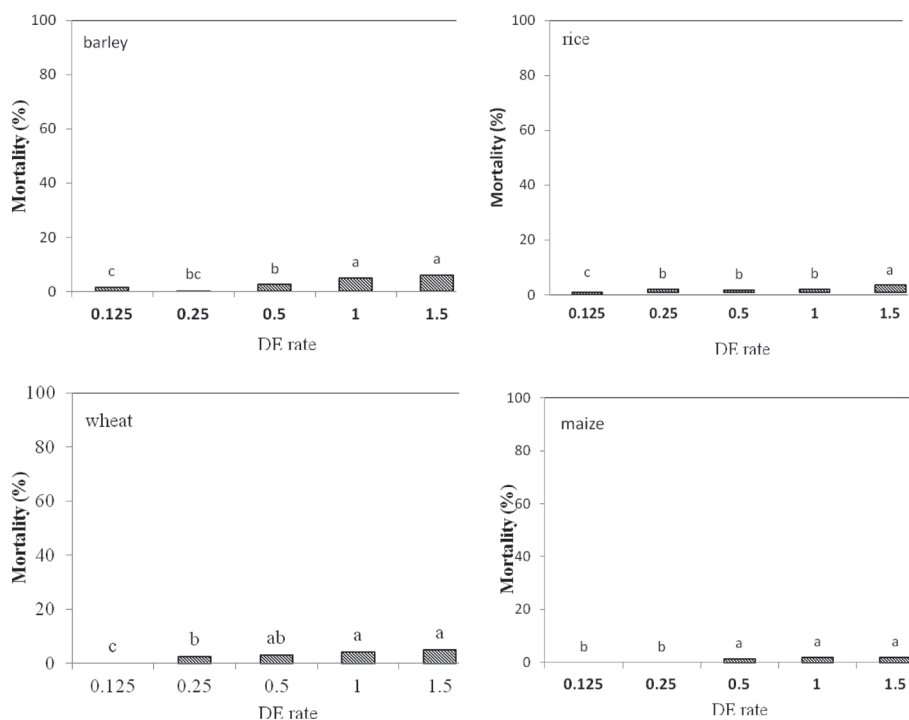 barley
Mortality (%)
100
80
60
40
20
0
c bc b a a
0.125 0.25 0.5 1 1.5
DE rate
rice
Mortality (%)
100
80
60
40
20
0
c b b b a
0.125 0.25 0.5 1 1.5
DE rate
wheat
Mortality (%)
100
80
60
40
20
0
c b ab a a
0.125 0.25 0.5 1 1.5
DE rate
maize
Mortality (%)
100
80
60
40
20
0
b b a a a
0.125 0.25 0.5 1 1.5
DE rate